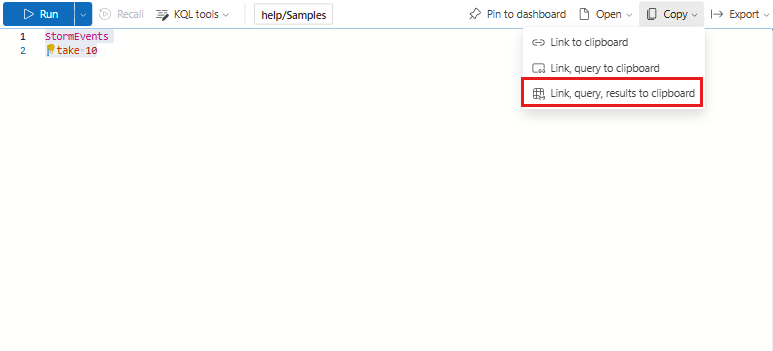 Run Recall KQL tools help/Samples Pin to dashboard Open Copy Export
1 StormEvents
2 | take 10
Link to clipboard
Link, query to clipboard
Link, query, results to clipboard